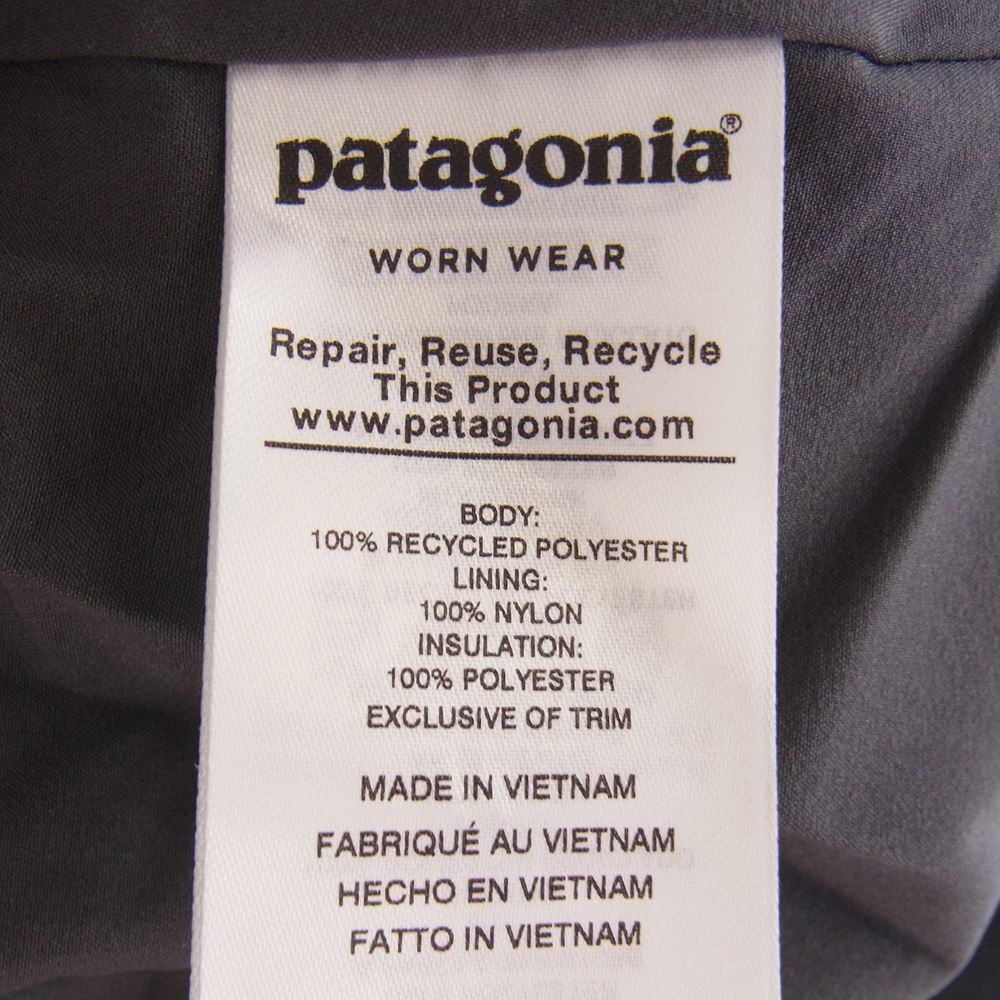 patagonia®
WORN WEAR
Repair, Reuse, Recycle
This Product
www.patagonia.com
BODY:
100% RECYCLED POLYESTER
LINING:
100% NYLON
INSULATION:
100% POLYESTER
EXCLUSIVE OF TRIM
MADE IN VIETNAM
FABRIQUÉ AU VIETNAM
HECHO EN VIETNAM
FATTO IN VIETNAM